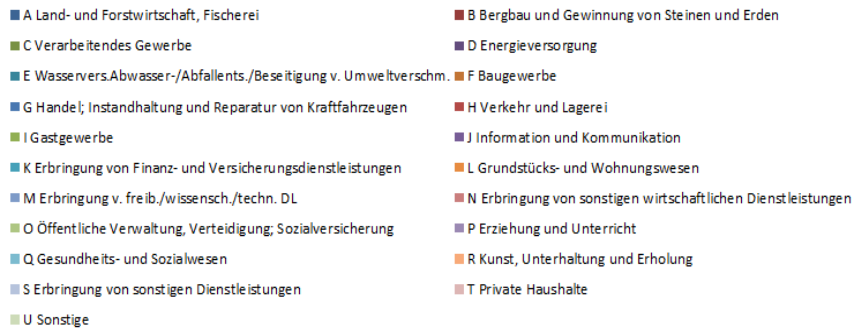 A Land- und Forstwirtschaft, Fischerei
B Bergbau und Gewinnung von Steinen und Erden
C Verarbeitendes Gewerbe
D Energieversorgung
E Wasservers.Abwasser-/Abfallents./Beseitigung v. Umweltverschm.
F Baugewerbe
G Handel; Instandhaltung und Reparatur von Kraftfahrzeugen
H Verkehr und Lagerei
I Gastgewerbe
J Information und Kommunikation
K Erbringung von Finanz- und Versicherungsdienstleistungen
L Grundstücks- und Wohnungswesen
M Erbringung v. freib./wissensch./techn. DL
N Erbringung von sonstigen wirtschaftlichen Dienstleistungen
O Öffentliche Verwaltung, Verteidigung; Sozialversicherung
P Erziehung und Unterricht
Q Gesundheits- und Sozialwesen
R Kunst, Unterhaltung und Erholung
S Erbringung von sonstigen Dienstleistungen
T Private Haushalte
U Sonstige